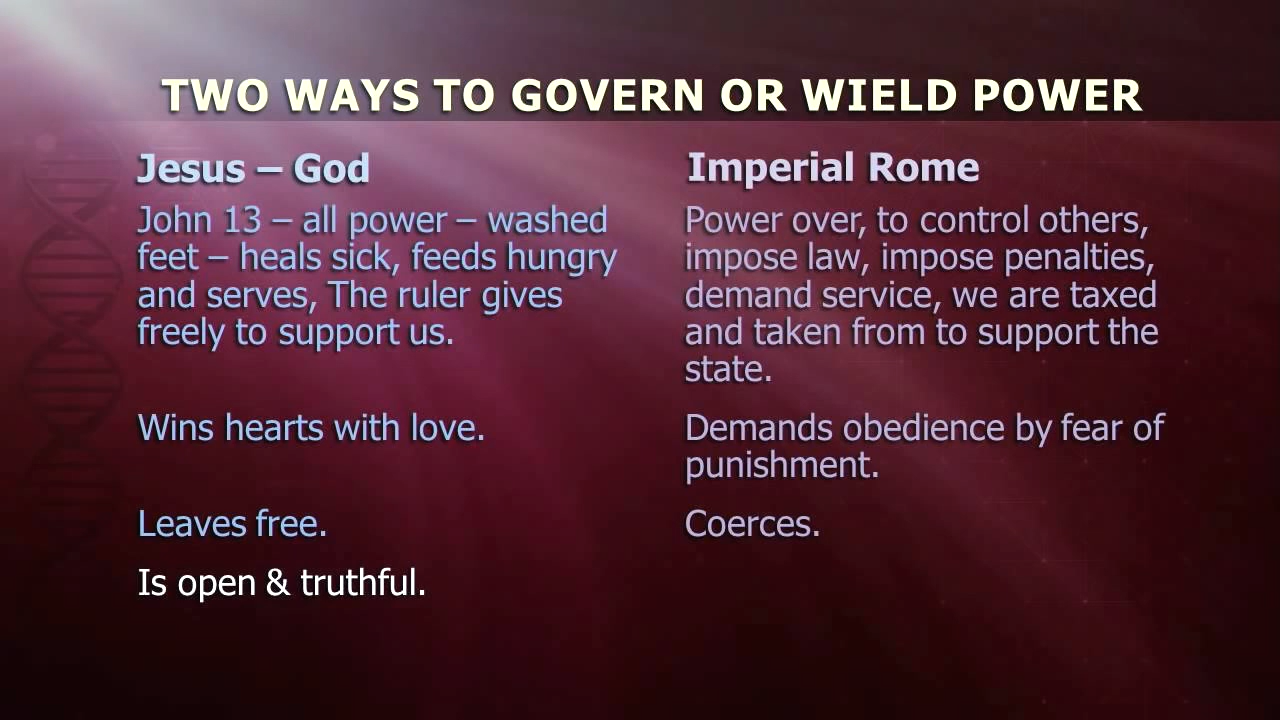 TWO WAYS TO GOVERN OR WIELD POWER
Jesus – God
John 13 – all power – washed
feet – heals sick, feeds hungry
and serves, The ruler gives
freely to support us.
Wins hearts with love.
Leaves free.
Is open & truthful.
Imperial Rome
Power over, to control others,
impose law, impose penalties,
demand service, we are taxed
and taken from to support the
state.
Demands obedience by fear of
punishment.
Coerces.